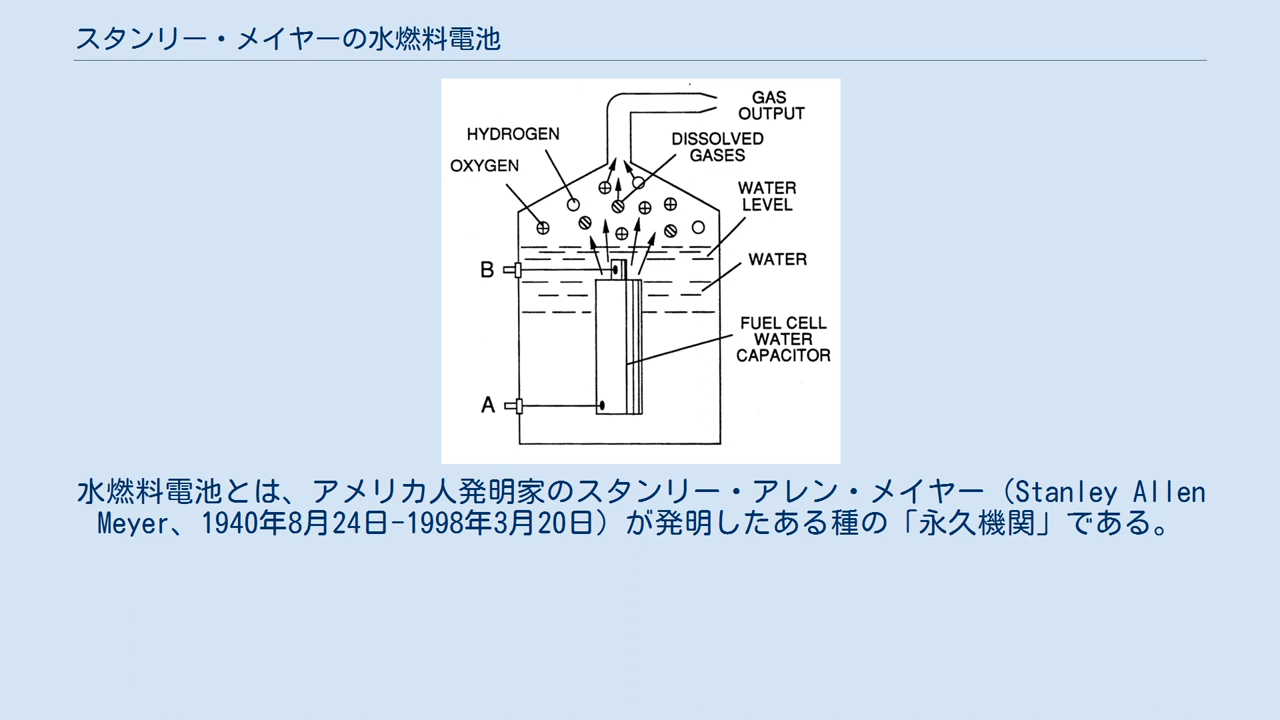 スタンリー・メイヤーの水燃料電池
GAS
OUTPUT
HYDROGEN
DISSOLVED
GASES
OXYGEN
WATER
LEVEL
WATER
B
FUEL CELL
WATER
CAPACITOR
A
水燃料電池とは、アメリカ人発明家のスタンリー・アレン・メイヤー（Stanley Allen
Meyer、1940年8月24日-1998年3月20日）が発明したある種の「永久機関」である。